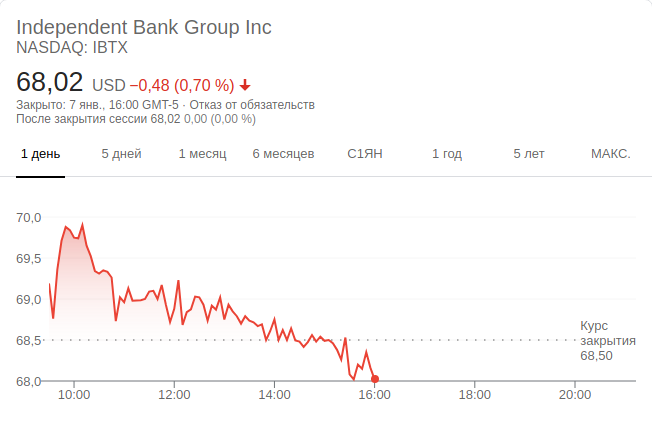 Independent Bank Group Inc
NASDAQ: IBTX
68,02 USD −0,48 (0,70 %)
Закрыто: 7 янв., 16:00 GMT-5 · Отказ от обязательств
После закрытия сессии 68,02 0,00 (0,00 %)
1 день 5 дней 1 месяц 6 месяцев С1ЯН 1 год 5 лет МАКС.
70,0
69,5
69,0
68,5
68,0
Курс
закрытия
68,50
10:00 12:00 14:00 16:00 18:00 20:00